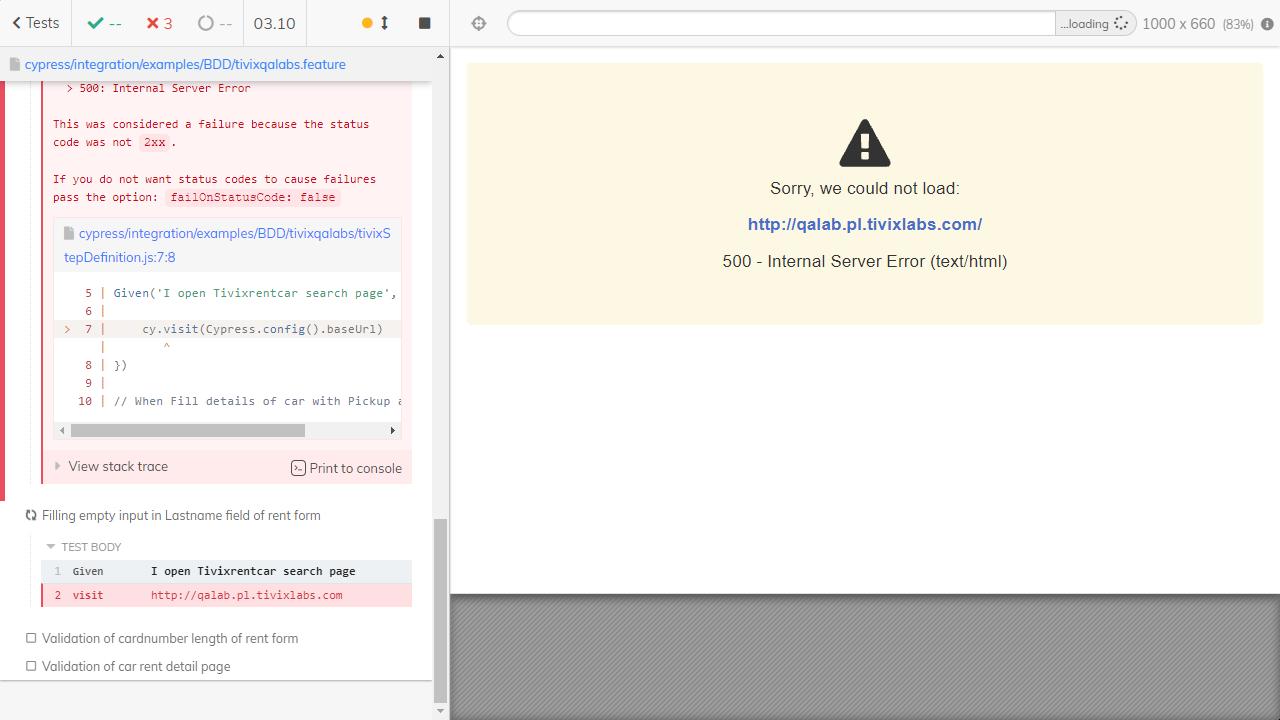 Tests
--
3
--
03.10
...loading
1000 x 660 (83%)
cypress/integration/examples/BDD/tivixqalabs.feature
> 500: Internal Server Error
This was considered a failure because the status
code was not 2xx.
If you do not want status codes to cause failures
pass the option: failOnStatusCode: false
cypress/integration/examples/BDD/tivixqalabs/tivixS
tepDefinition.js:7:8
5 | Given('I open Tivixrentcar search page',
6 |
> 7 | cy.visit(Cypress.config().baseUrl)
| ^
8 | })
9 |
10 | // When Fill details of car with Pickup a
View stack trace
Print to console
Filling empty input in Lastname field of rent form
TEST BODY
1 Given I open Tivixrentcar search page
2 visit http://qalab.pl.tivixlabs.com
Validation of cardnumber length of rent form
Validation of car rent detail page
Sorry, we could not load:
http://qalab.pl.tivixlabs.com/
500 - Internal Server Error (text/html)